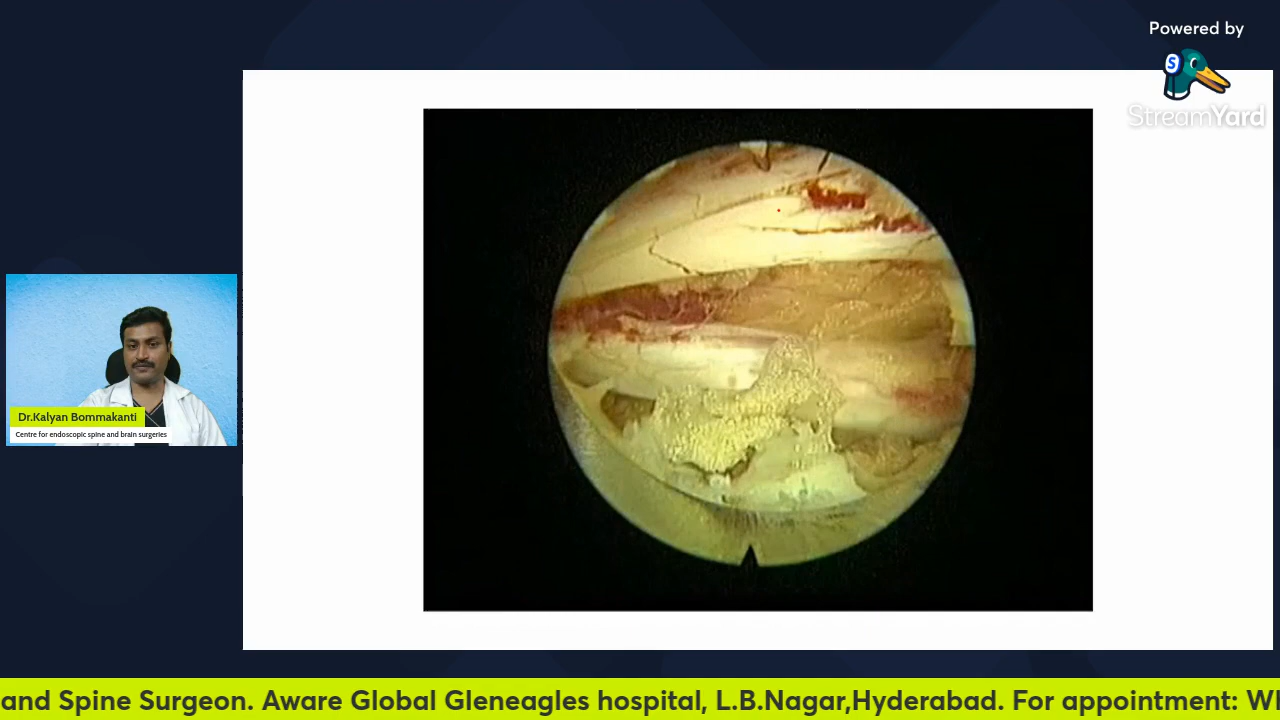 Powered by
S
StreamYard
Dr.Kalyan Bommakanti
Centre for endoscopic spine and brain surgeries
and Spine Surgeon. Aware Global Gleneagles hospital, L.B.Nagar,Hyderabad. For appointment: